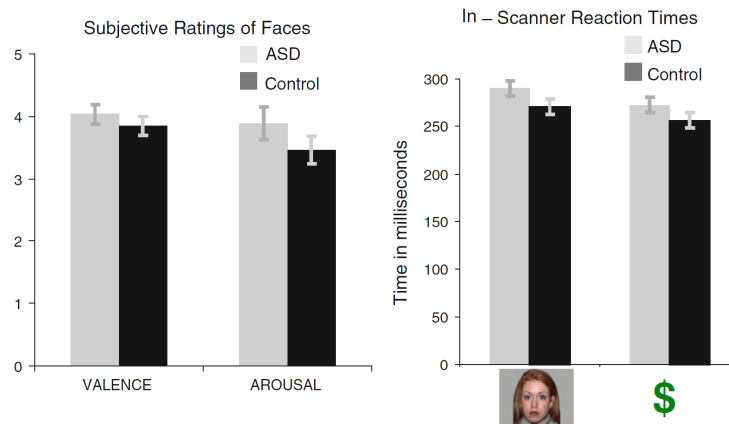 Subjective Ratings of Faces
ASD
Control
5
4
3
2
1
0
VALENCE
AROUSAL
In – Scanner Reaction Times
ASD
Control
Time in milliseconds
300
250
200
150
100
50
0
$